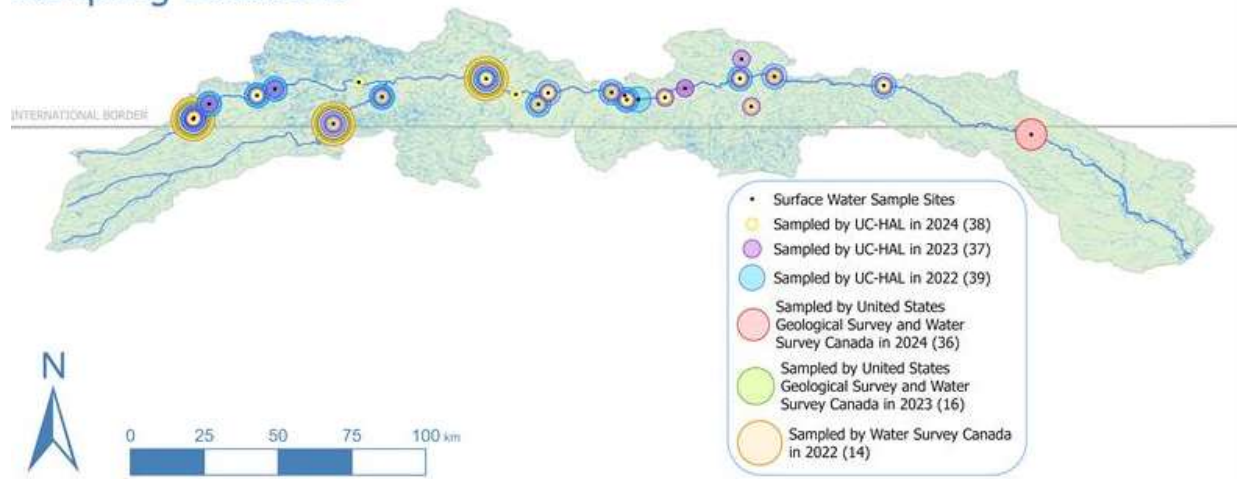 INTERNATIONAL BORDER
Surface Water Sample Sites
Sampled by UC-HAL in 2024 (38)
Sampled by UC-HAL in 2023 (37)
Sampled by UC-HAL in 2022 (39)
Sampled by United States
Geological Survey and Water
Survey Canada in 2024 (36)
Sampled by United States
Geological Survey and Water
Survey Canada in 2023 (16)
Sampled by Water Survey Canada
in 2022 (14)
N
0 25 50 75 100 km